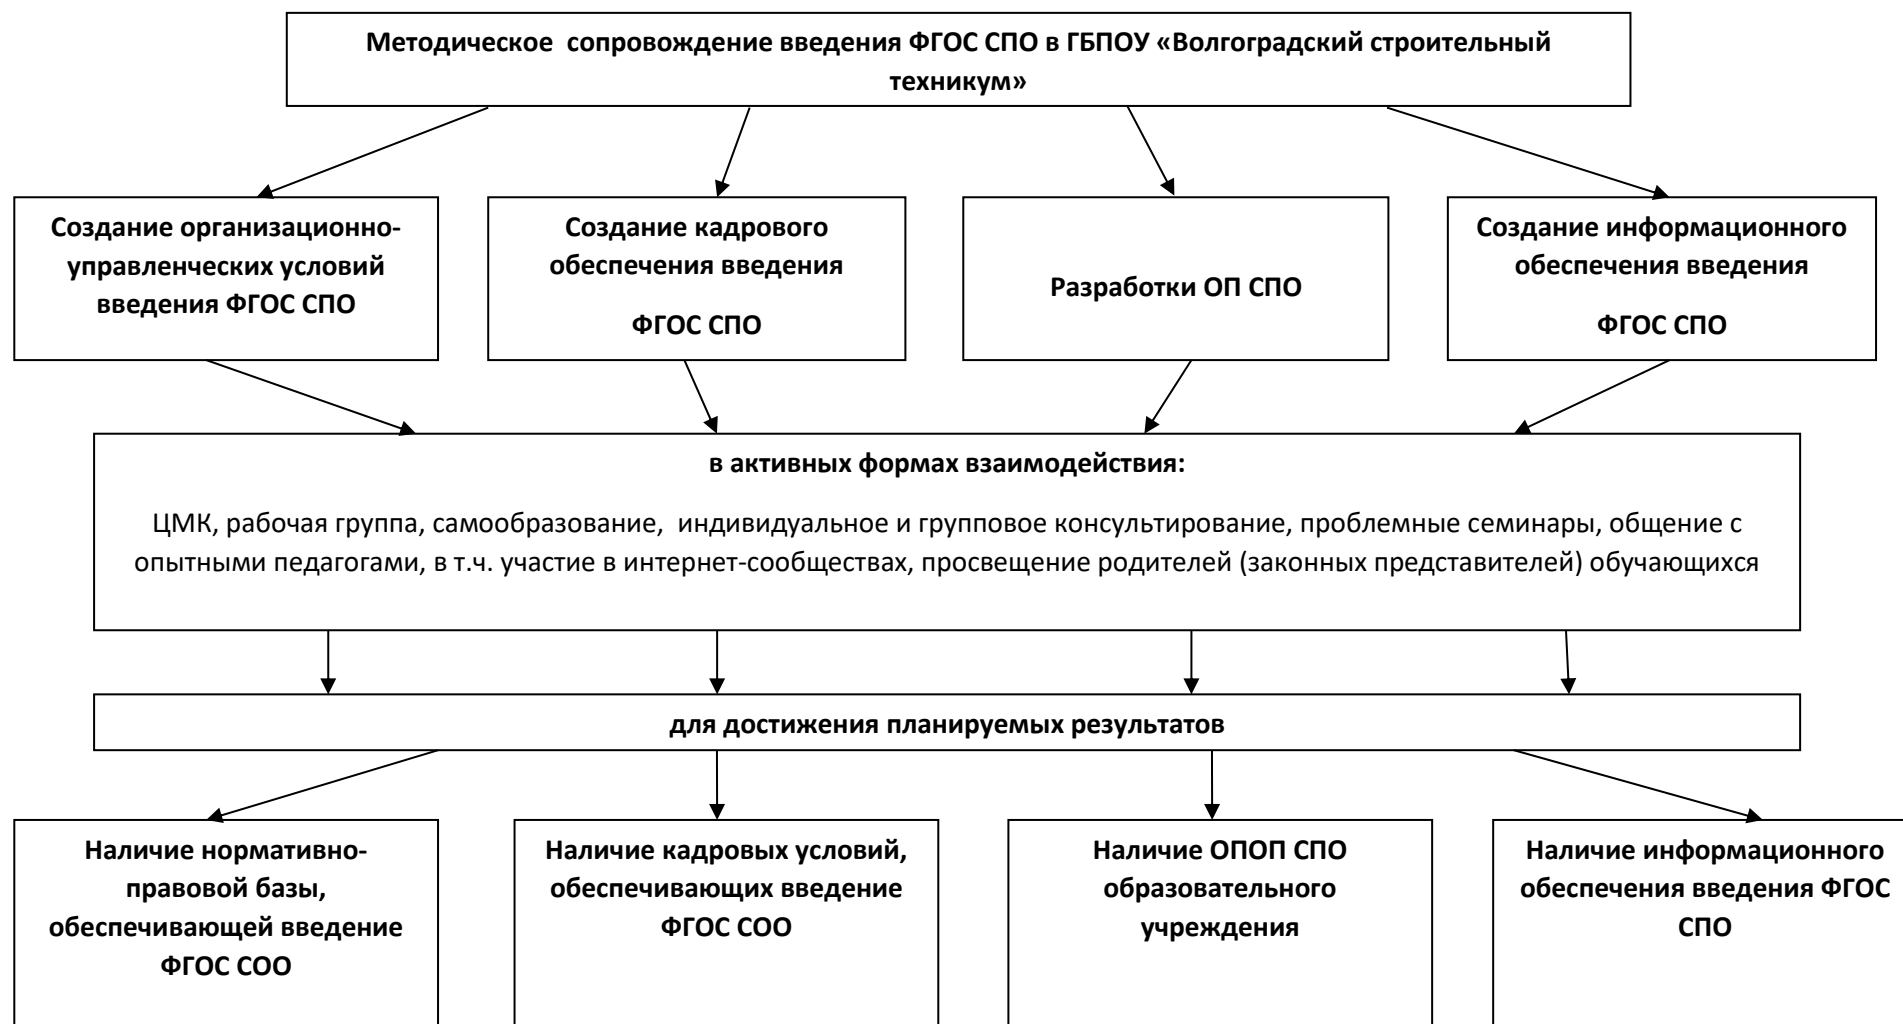 Методическое сопровождение введения ФГОС СПО в ГБПОУ «Волгоградский строительный
техникум»
Создание организационно-
управленческих условий
введения ФГОС СПО
Создание кадрового
обеспечения введения
ФГОС СПО
Разработки ОП СПО
Создание информационного
обеспечения введения
ФГОС СПО
в активных формах взаимодействия:
ЦМК, рабочая группа, самообразование, индивидуальное и групповое консультирование, проблемные семинары, общение с
опытными педагогами, в т.ч. участие в интернет-сообществах, просвещение родителей (законных представителей) обучающихся
для достижения планируемых результатов
Наличие нормативно-
правовой базы,
обеспечивающей введение
ФГОС СОО
Наличие кадровых условий,
обеспечивающих введение
ФГОС СОО
Наличие ОПОП СПО
образовательного
учреждения
Наличие информационного
обеспечения введения ФГОС
СПО